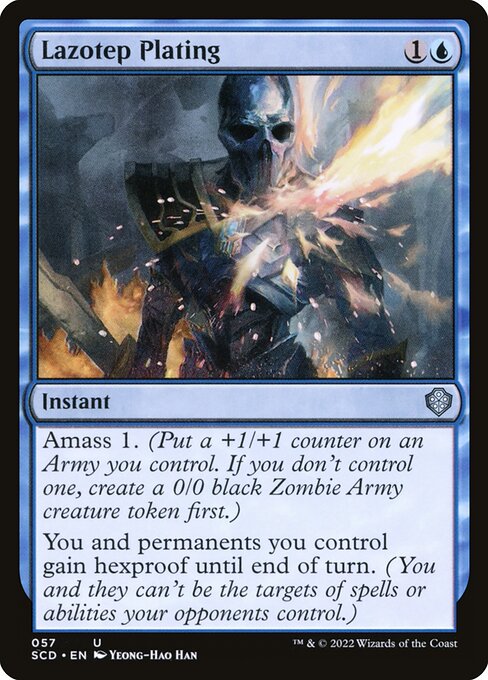 Lazotep Plating 1
Instant
Amass 1. (Put a +1/+1 counter on an
Army you control. If you don't control
one, create a 0/0 black Zombie Army
creature token first.)
You and permanents you control
gain hexproof until end of turn. (You
and they can't be the targets of spells or
abilities your opponents control.)
057 U
SCD • EN Yeong-Hao Han
™ & © 2022 Wizards of the Coast